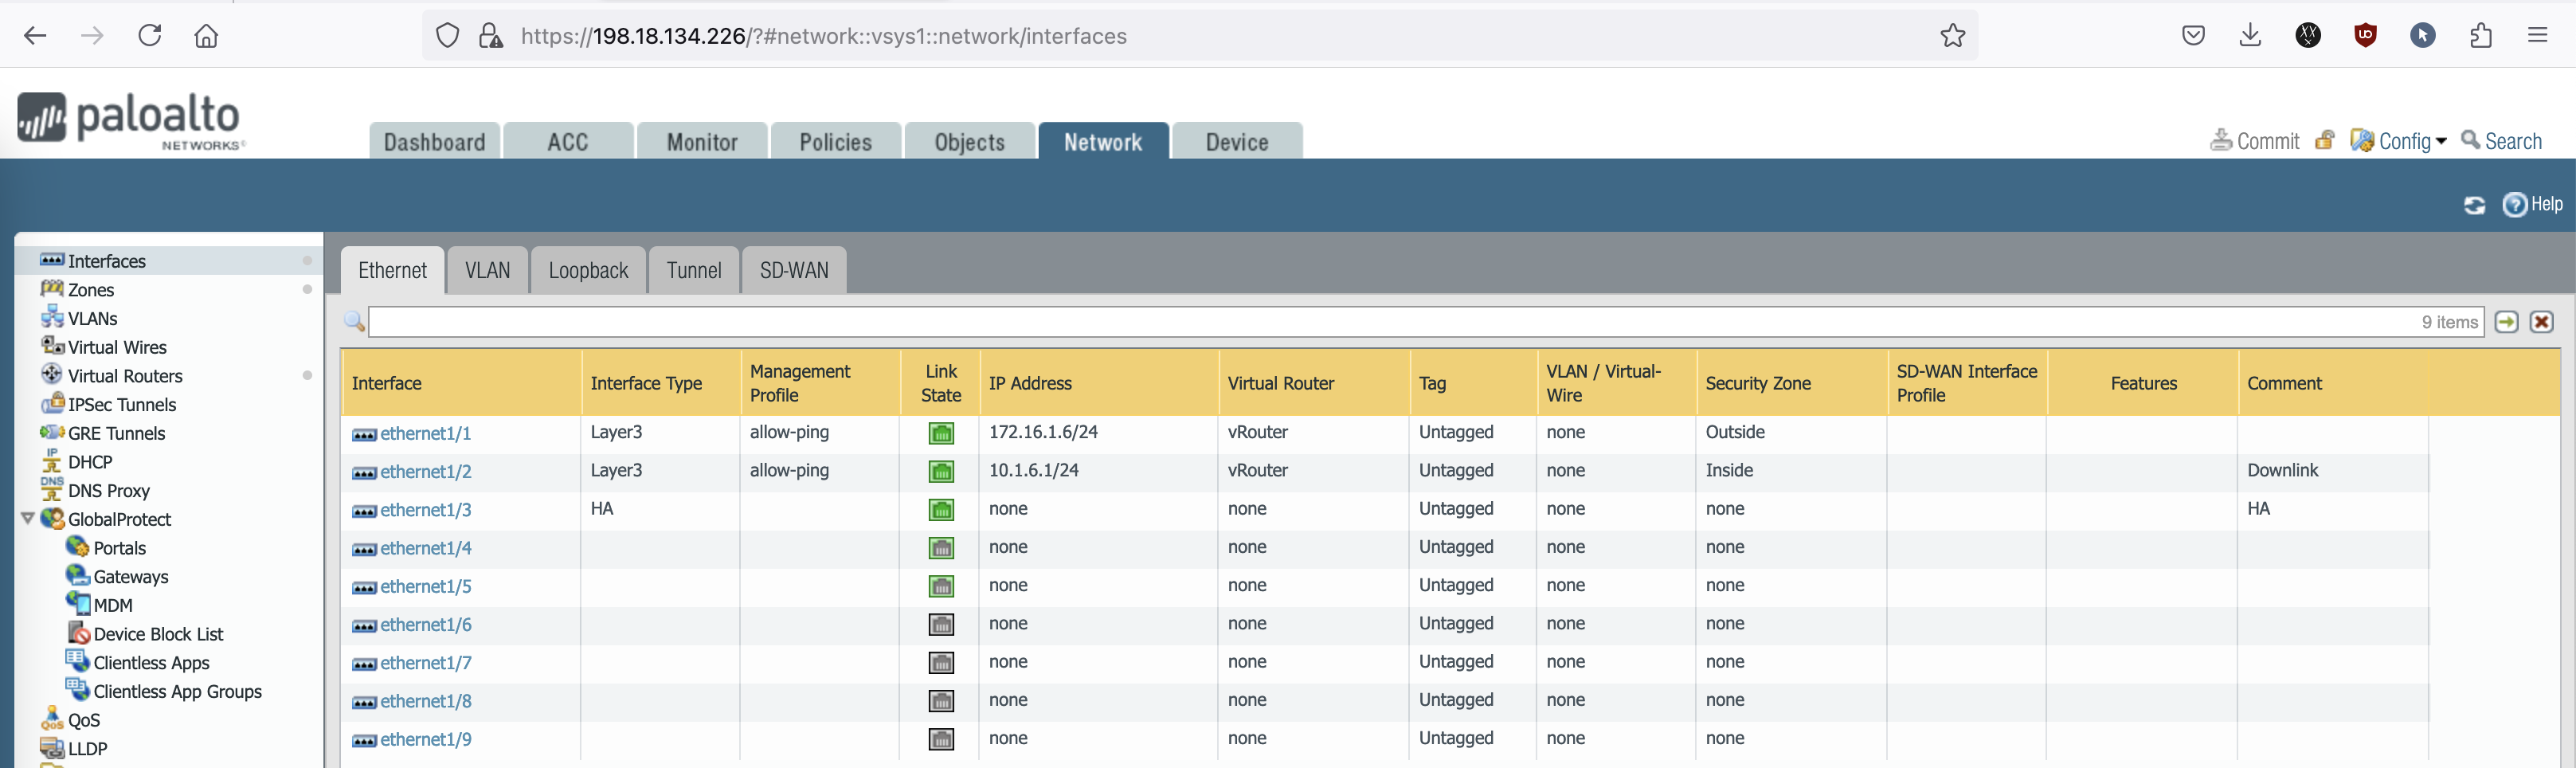 https://198.18.134.226/?#network::vsys1::network/interfaces
paloalto
NETWORKS®
Dashboard ACC Monitor Policies Objects Network Device
Commit Config Search
Help
Interfaces
Zones
VLANs
Virtual Wires
Virtual Routers
IPSec Tunnels
GRE Tunnels
DHCP
DNS Proxy
GlobalProtect
Portals
Gateways
MDM
Device Block List
Clientless Apps
Clientless App Groups
QoS
LLDP
Ethernet VLAN Loopback Tunnel SD-WAN
9 items
Interface Interface Type Management Profile Link State IP Address Virtual Router Tag VLAN / Virtual-Wire Security Zone SD-WAN Interface Profile Features Comment
ethernet1/1 Layer3 allow-ping 172.16.1.6/24 vRouter Untagged none Outside
ethernet1/2 Layer3 allow-ping 10.1.6.1/24 vRouter Untagged none Inside Downlink
ethernet1/3 HA none none Untagged none none HA
ethernet1/4 none none Untagged none none
ethernet1/5 none none Untagged none none
ethernet1/6 none none Untagged none none
ethernet1/7 none none Untagged none none
ethernet1/8 none none Untagged none none
ethernet1/9 none none Untagged none none